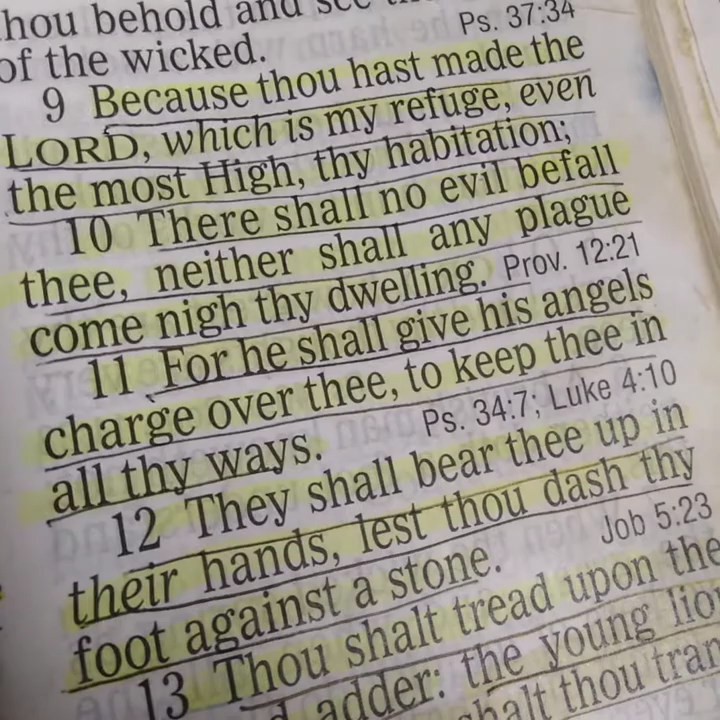 thou behold and see
Ps. 37:34
of the wicked.
9 Because thou hast made the
LORD, which is my refuge, even
the most High, thy habitation;
10 There shall no evil befall
thee, neither shall any plague
come nigh thy dwelling. Prov. 12:21
11 For he shall give his angels
charge over thee, to keep thee in
all thy ways. Ps. 34:7; Luke 4:10
12 They shall bear thee up in
their hands, lest thou dash thy
foot against a stone. Job 5:23
13 Thou shalt tread upon the
adder: the young lion
shalt thou tram